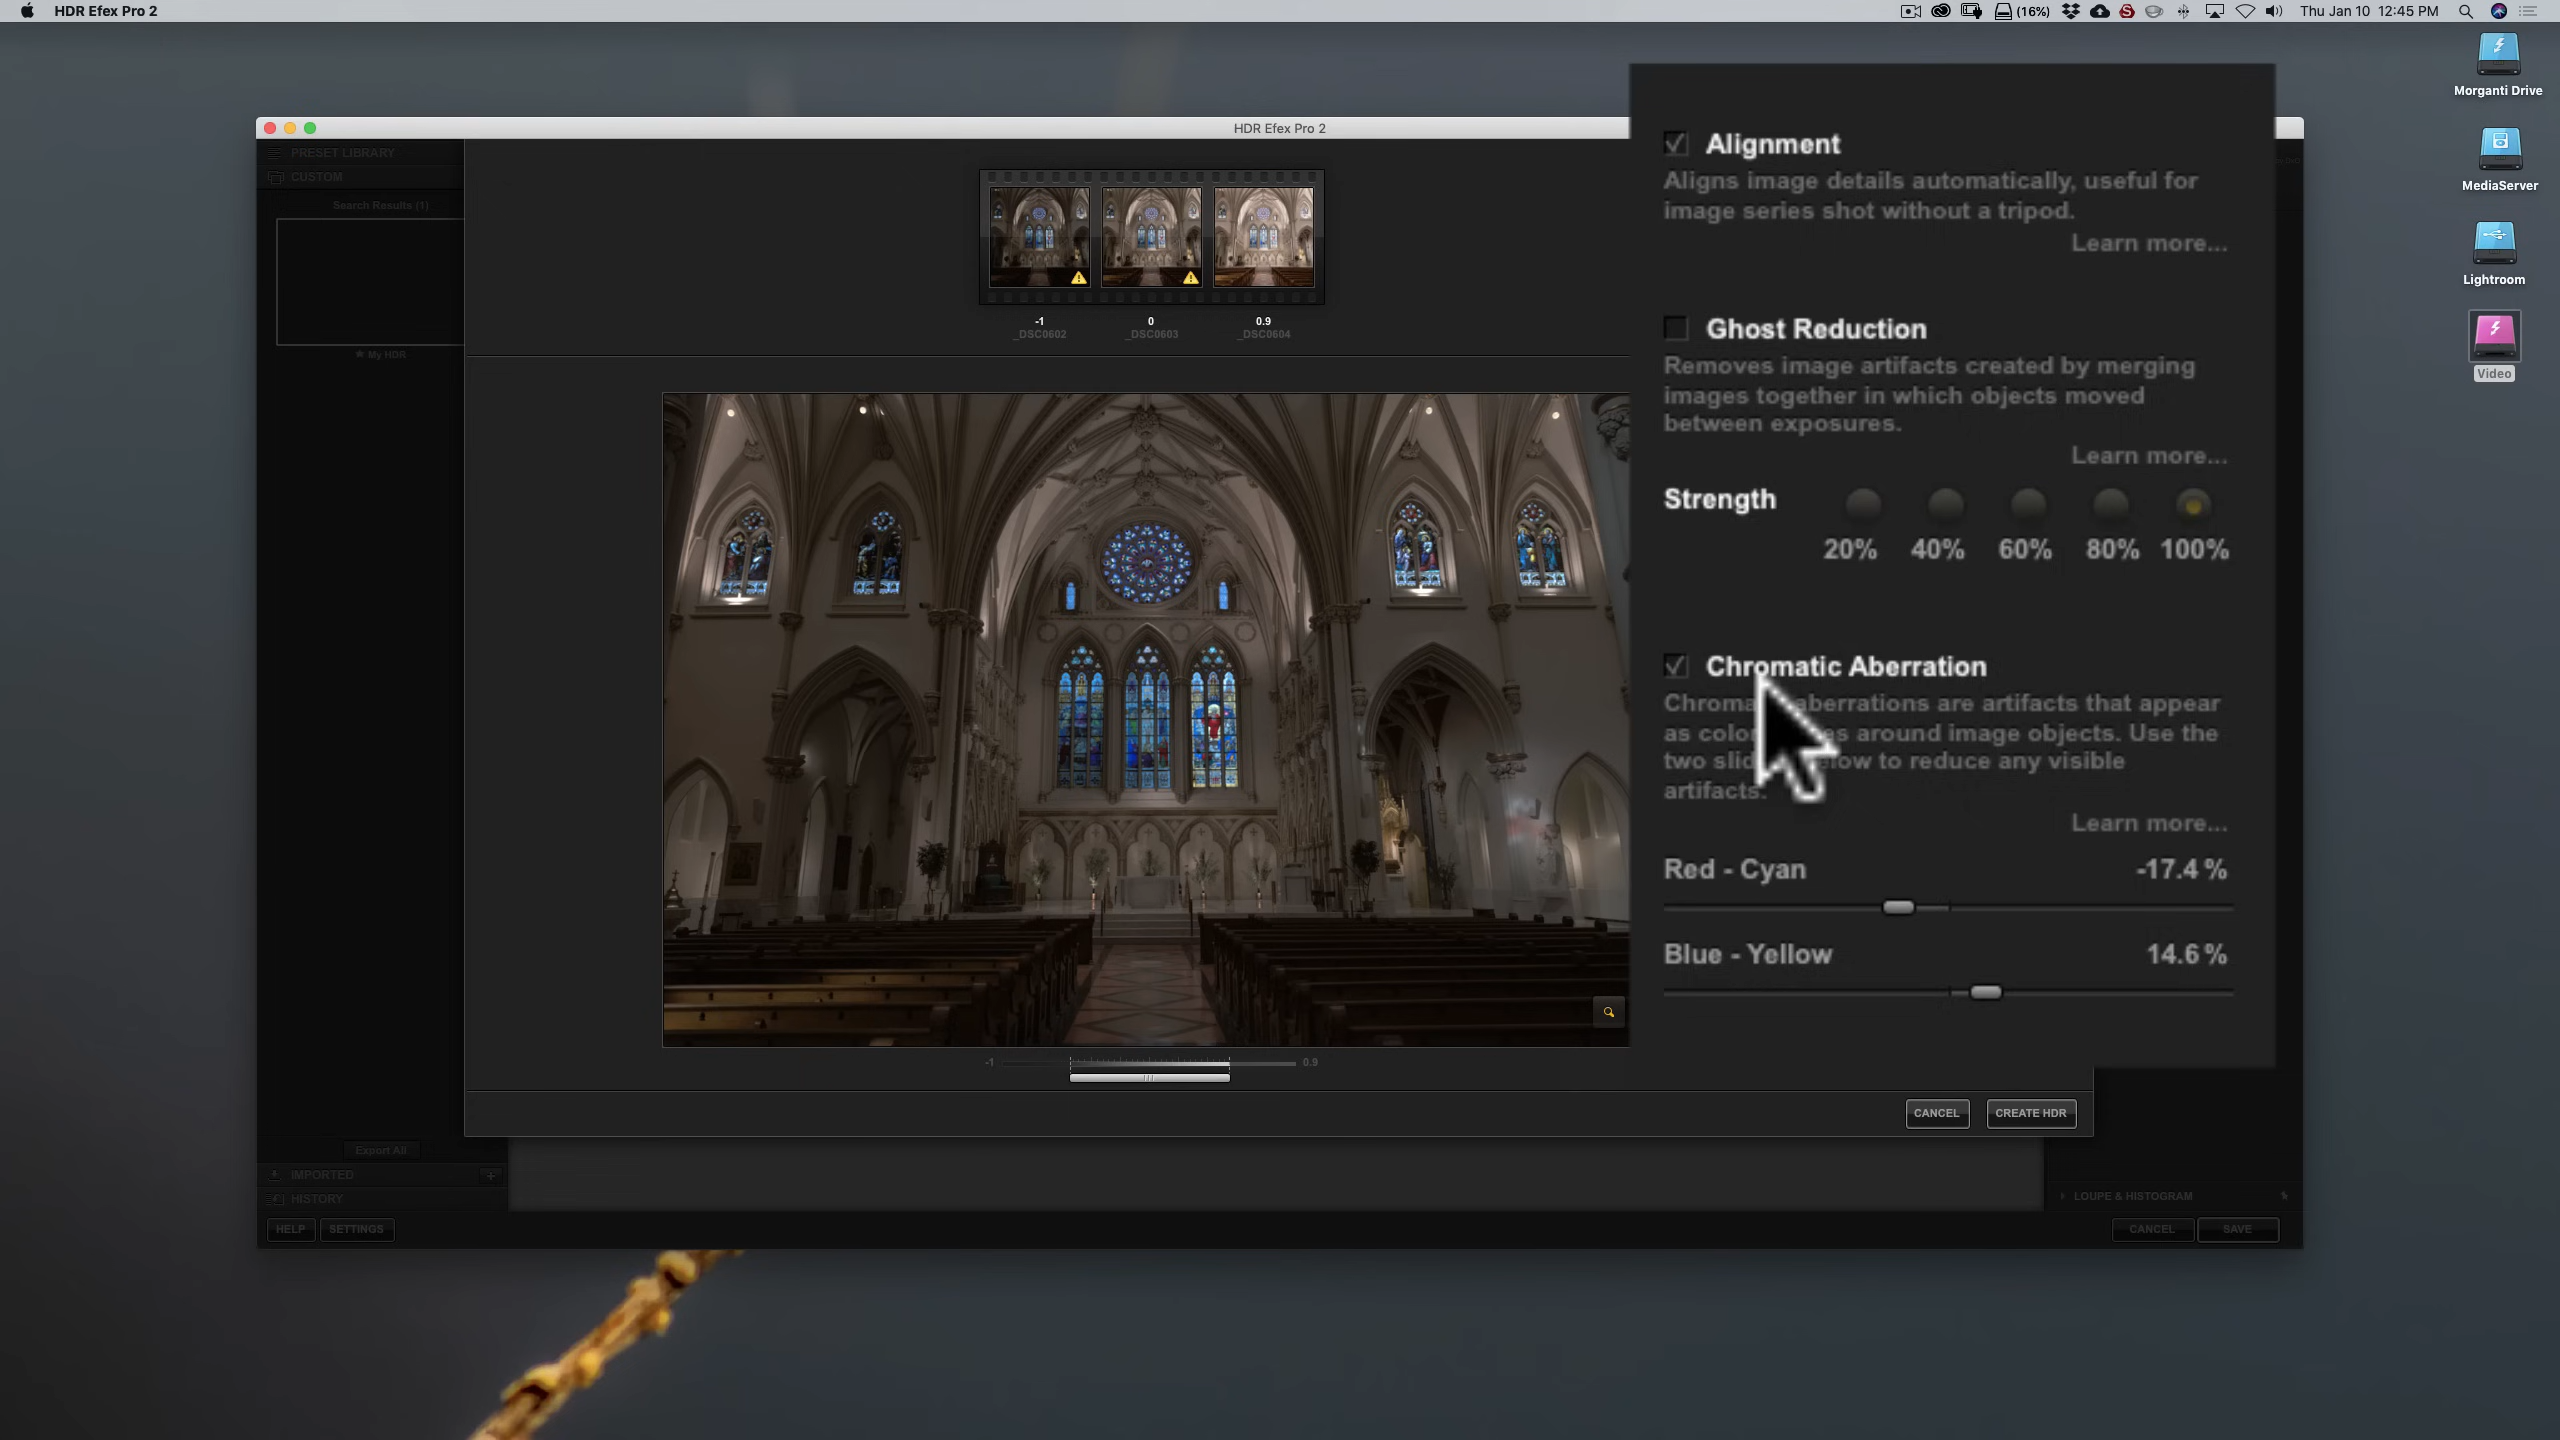 HDR Efex Pro 2
(16%)
Thu Jan 10 12:45 PM
Morganti Drive
MediaServer
Lightroom
Video
HDR Efex Pro 2
PRESET LIBRARY
CUSTOM
Search Results (1)
My HDR
-1
_DSC0602
0
_DSC0603
0.9
_DSC0604
Alignment
Aligns image details automatically, useful for
image series shot without a tripod.
Learn more...
Ghost Reduction
Removes image artifacts created by merging
images together in which objects moved
between exposures.
Learn more...
Strength
20% 40% 60% 80% 100%
Chromatic Aberration
Chroma aberrations are artifacts that appear
as color es around image objects. Use the
two slid elow to reduce any visible
artifacts.
Learn more...
Red - Cyan -17.4 %
Blue - Yellow 14.6 %
-1 0.9
CANCEL CREATE HDR
Export All
IMPORTED
HISTORY
HELP SETTINGS
LOUPE & HISTOGRAM
CANCEL SAVE